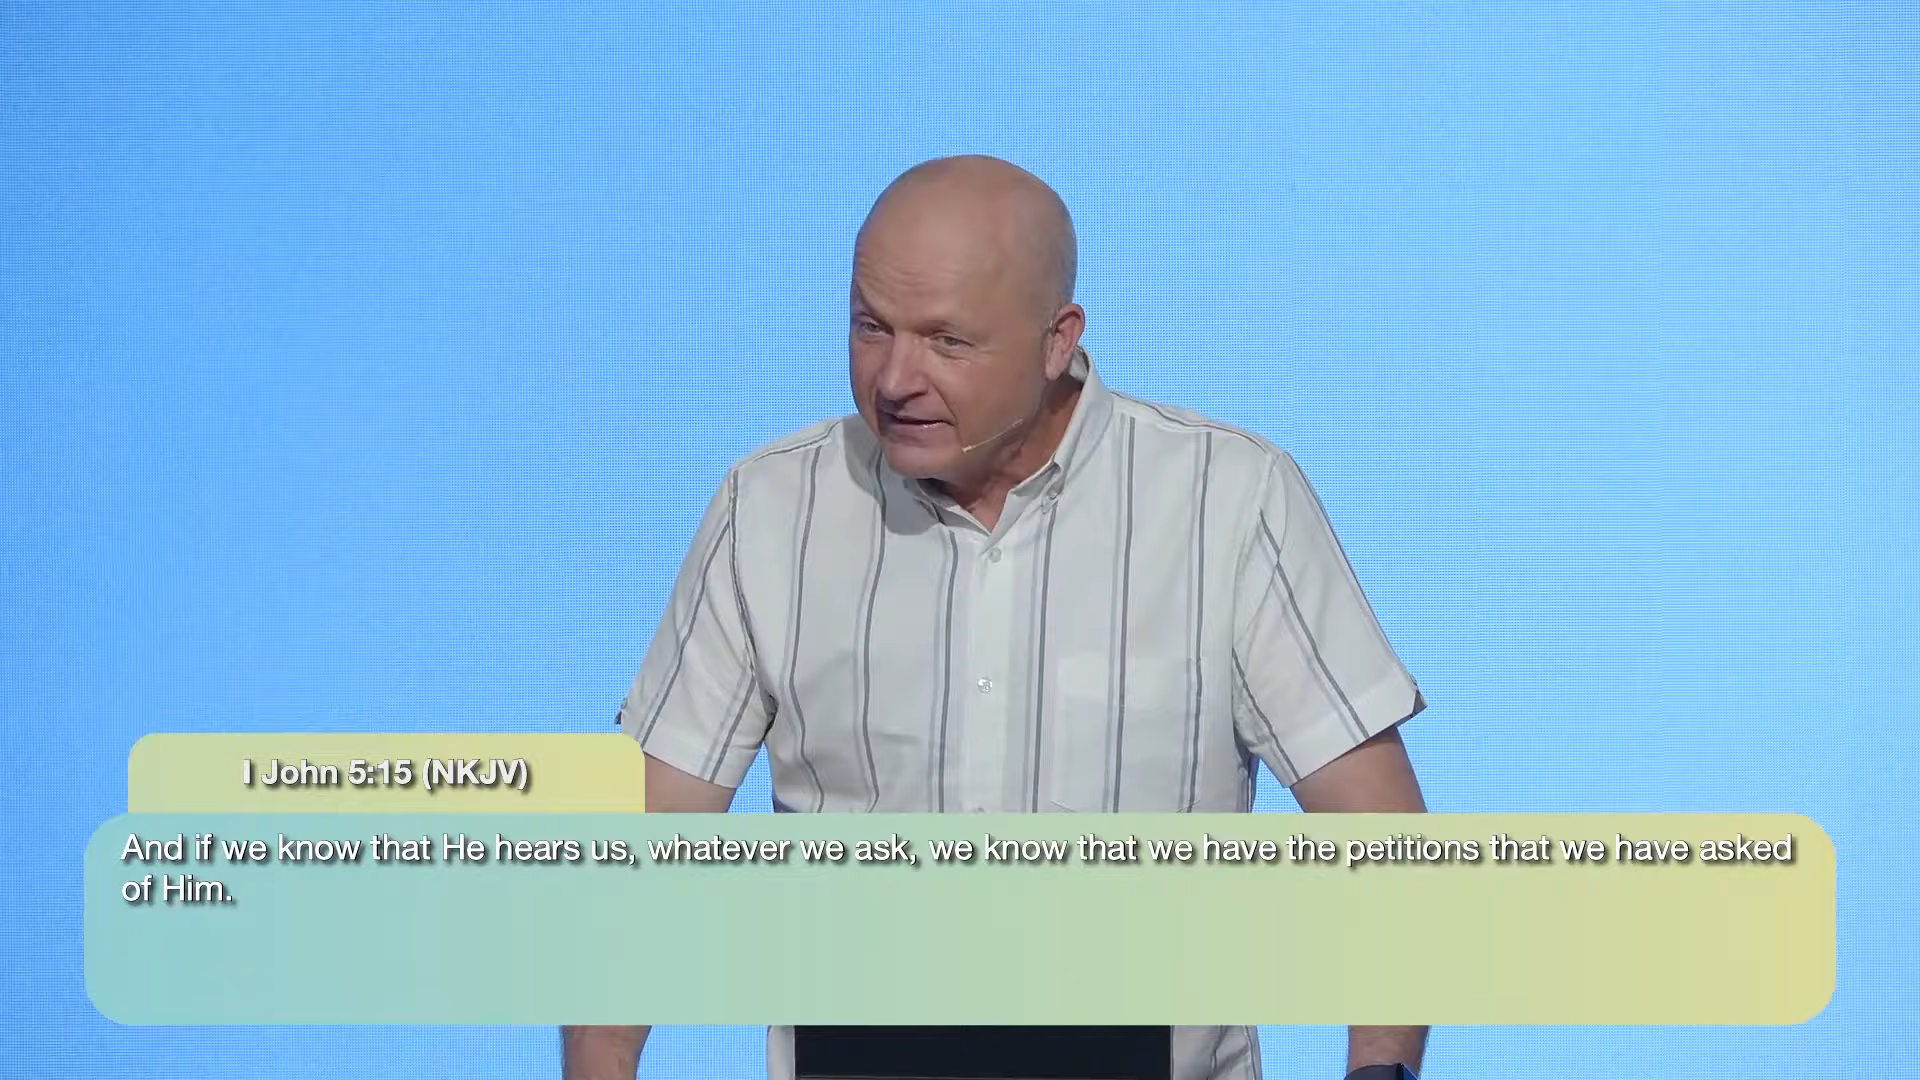 I John 5:15 (NKJV)
And if we know that He hears us, whatever we ask, we know that we have the petitions that we have asked
of Him.